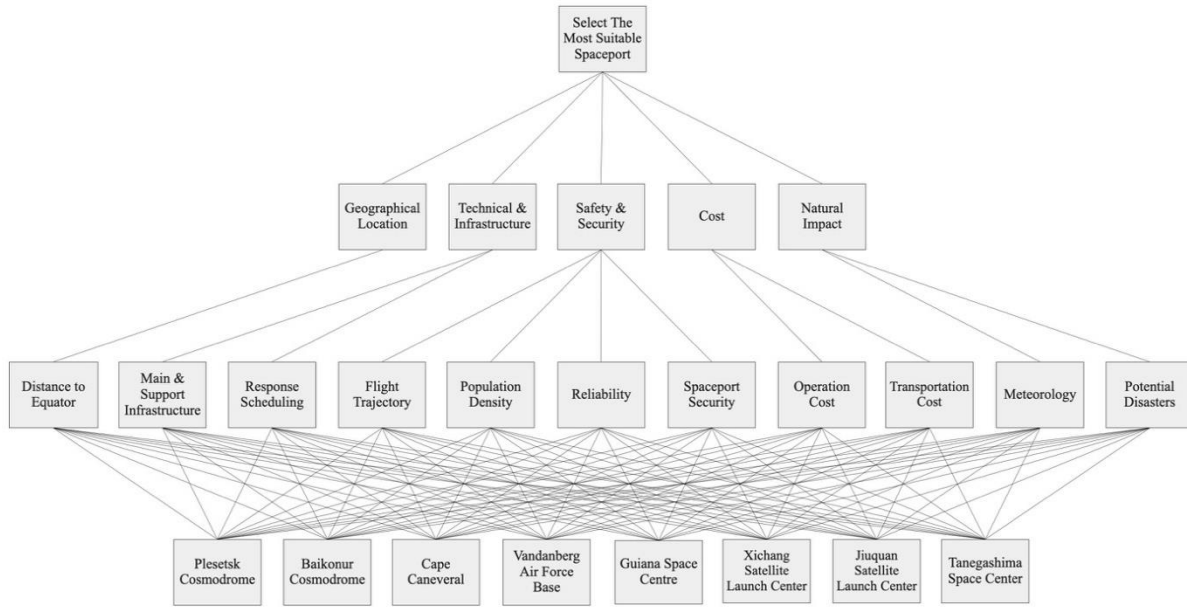 Select The
Most Suitable
Spaceport
Geographical
Location
Technical &
Infrastructure
Safety &
Security
Cost
Natural
Impact
Distance to
Equator
Main &
Support
Infrastructure
Response
Scheduling
Flight
Trajectory
Population
Density
Reliability
Spaceport
Security
Operation
Cost
Transportation
Cost
Meteorology
Potential
Disasters
Plesetsk
Cosmodrome
Baikonur
Cosmodrome
Cape
Caneveral
Vandanberg
Air Force
Base
Guiana Space
Centre
Xichang
Satellite
Launch Center
Jiuquan
Satellite
Launch Center
Tanegashima
Space Center